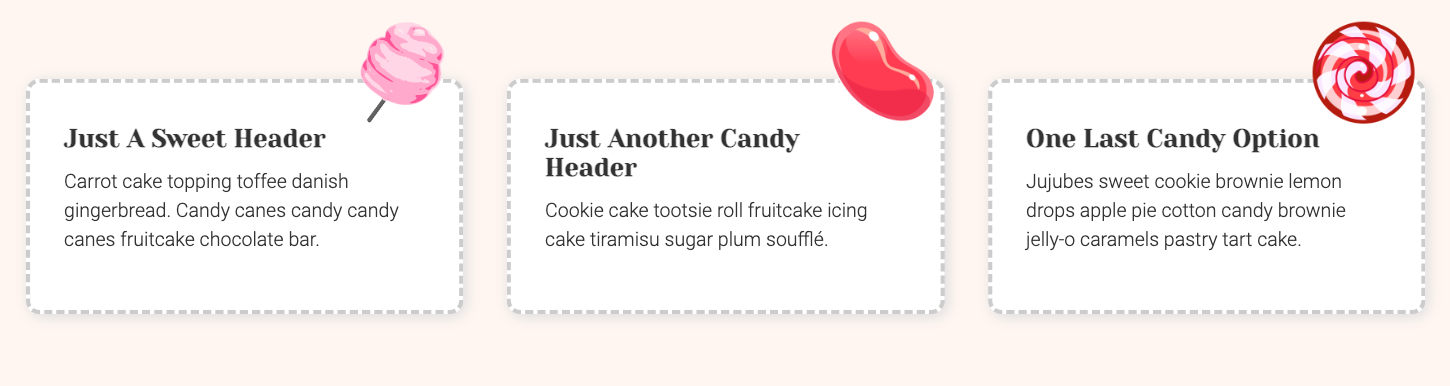 Just A Sweet Header
Carrot cake topping toffee danish
gingerbread. Candy canes candy candy
canes fruitcake chocolate bar.
Just Another Candy
Header
Cookie cake tootsie roll fruitcake icing
cake tiramisu sugar plum soufflé.
One Last Candy Option
Jujubes sweet cookie brownie lemon
drops apple pie cotton candy brownie
jelly-o caramels pastry tart cake.